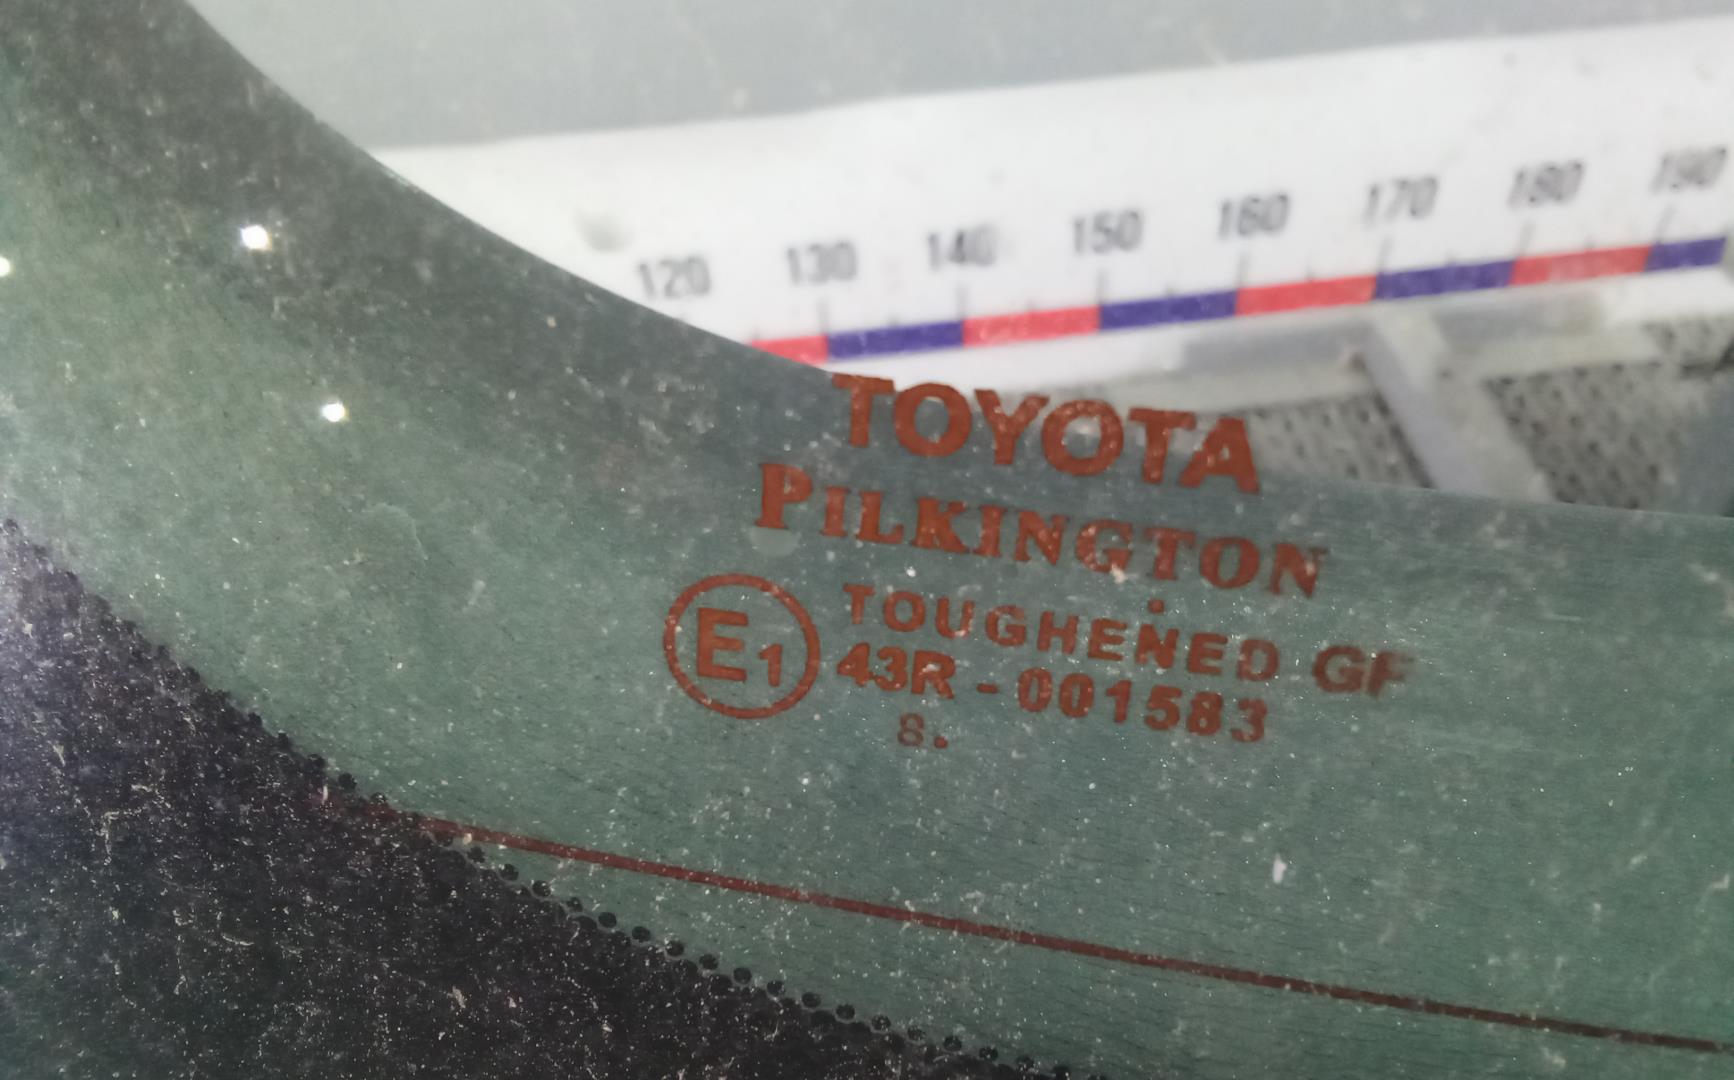 120 130 140 150 160 170 180 190
TOYOTA
PILKINGTON
TOUGHENED GF
E1 43R - 001583
8.